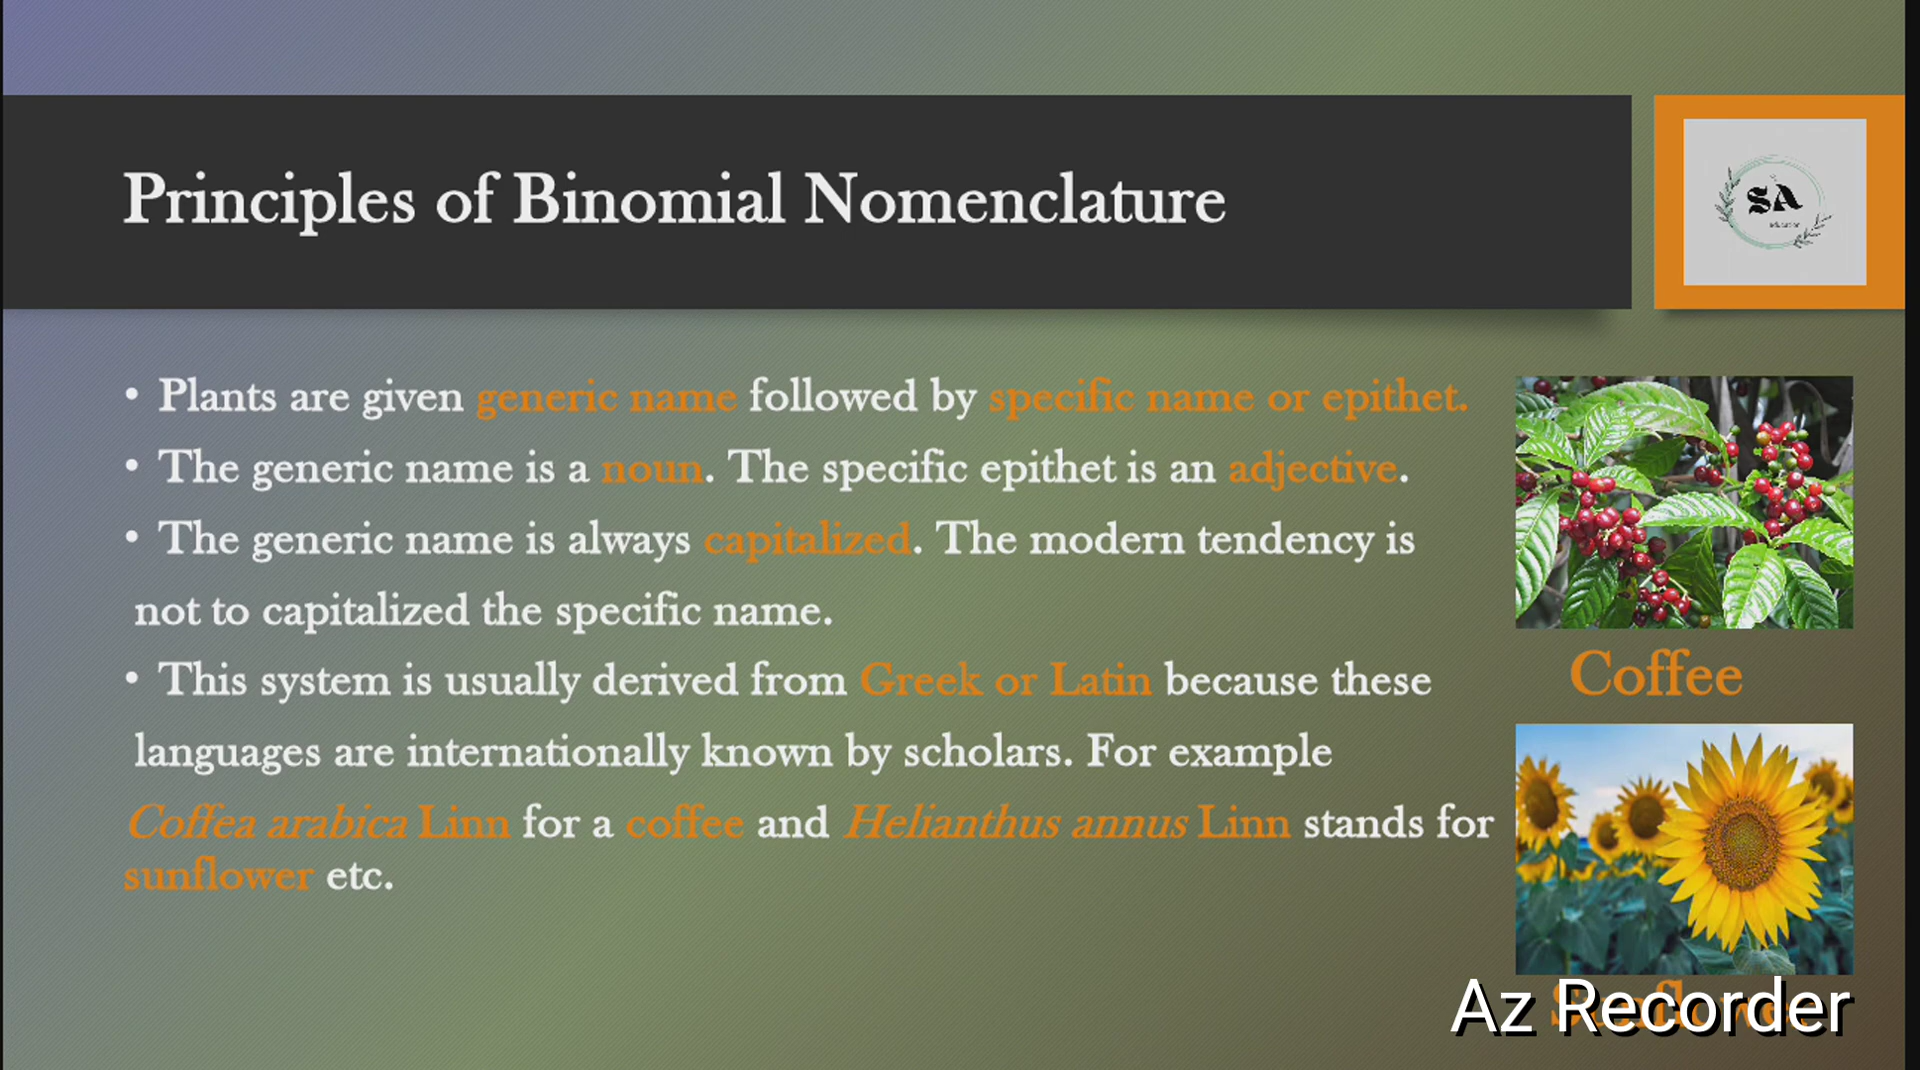 Principles of Binomial Nomenclature
SA
education
• Plants are given generic name followed by specific name or epithet.
• The generic name is a noun. The specific epithet is an adjective.
• The generic name is always capitalized. The modern tendency is
not to capitalized the specific name.
• This system is usually derived from Greek or Latin because these
languages are internationally known by scholars. For example
Coffea arabica Linn for a coffee and Helianthus annus Linn stands for
sunflower etc.
Coffee
Sunflower
Az Recorder